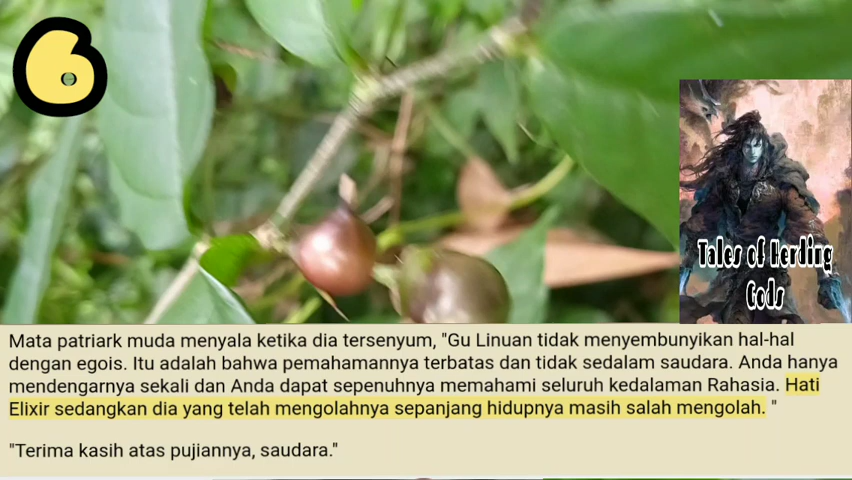 6
Tales of Herding
Gods
Mata patriark muda menyala ketika dia tersenyum, "Gu Linuan tidak menyembunyikan hal-hal
dengan egois. Itu adalah bahwa pemahamannya terbatas dan tidak sedalam saudara. Anda hanya
mendengarnya sekali dan Anda dapat sepenuhnya memahami seluruh kedalaman Rahasia. Hati
Elixir sedangkan dia yang telah mengolahnya sepanjang hidupnya masih salah mengolah. "
"Terima kasih atas pujiannya, saudara."